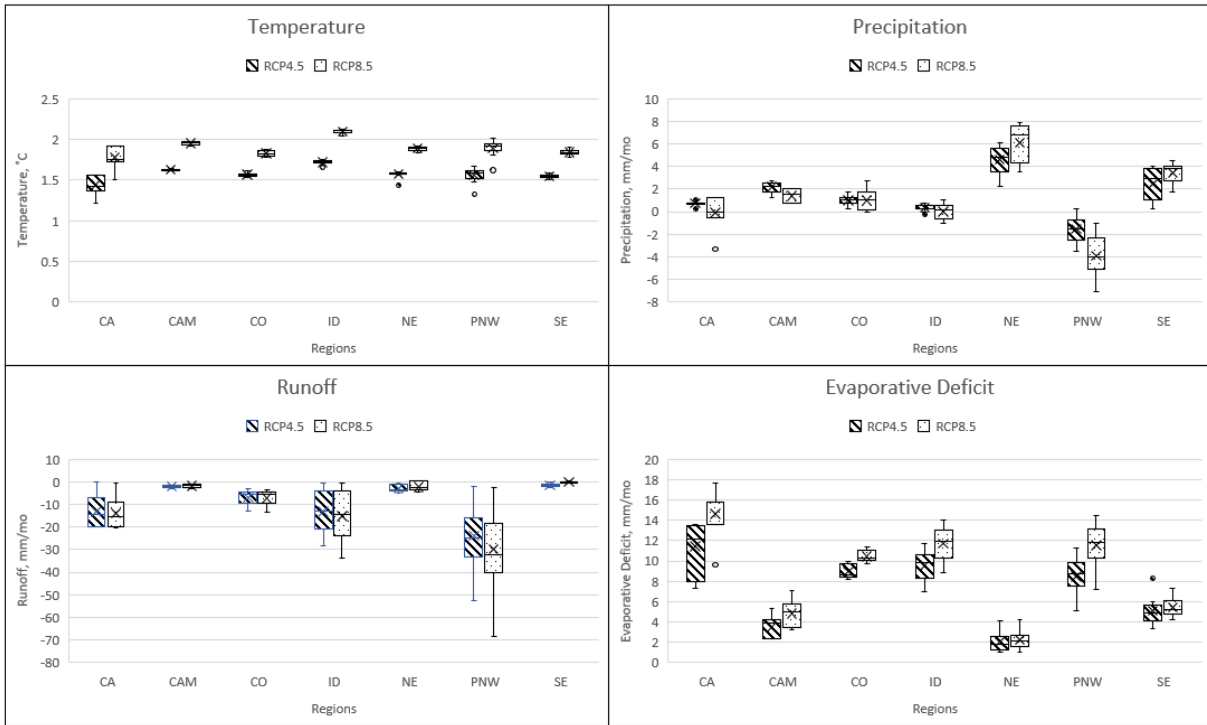 Temperature
RCP4.5 RCP8.5
2.5
2
1.5
1
0.5
0
Temperature, °C
CA CAM CO ID NE PNW SE
Regions
Precipitation
RCP4.5 RCP8.5
10
8
6
4
2
0
-2
-4
-6
-8
Precipitation, mm/mo
CA CAM CO ID NE PNW SE
Regions
Runoff
RCP4.5 RCP8.5
10
0
-10
-20
-30
-40
-50
-60
-70
-80
Runoff, mm/mo
CA CAM CO ID NE PNW SE
Regions
Evaporative Deficit
RCP4.5 RCP8.5
20
18
16
14
12
10
8
6
4
2
0
Evaporative Deficit, mm/mo
CA CAM CO ID NE PNW SE
Regions